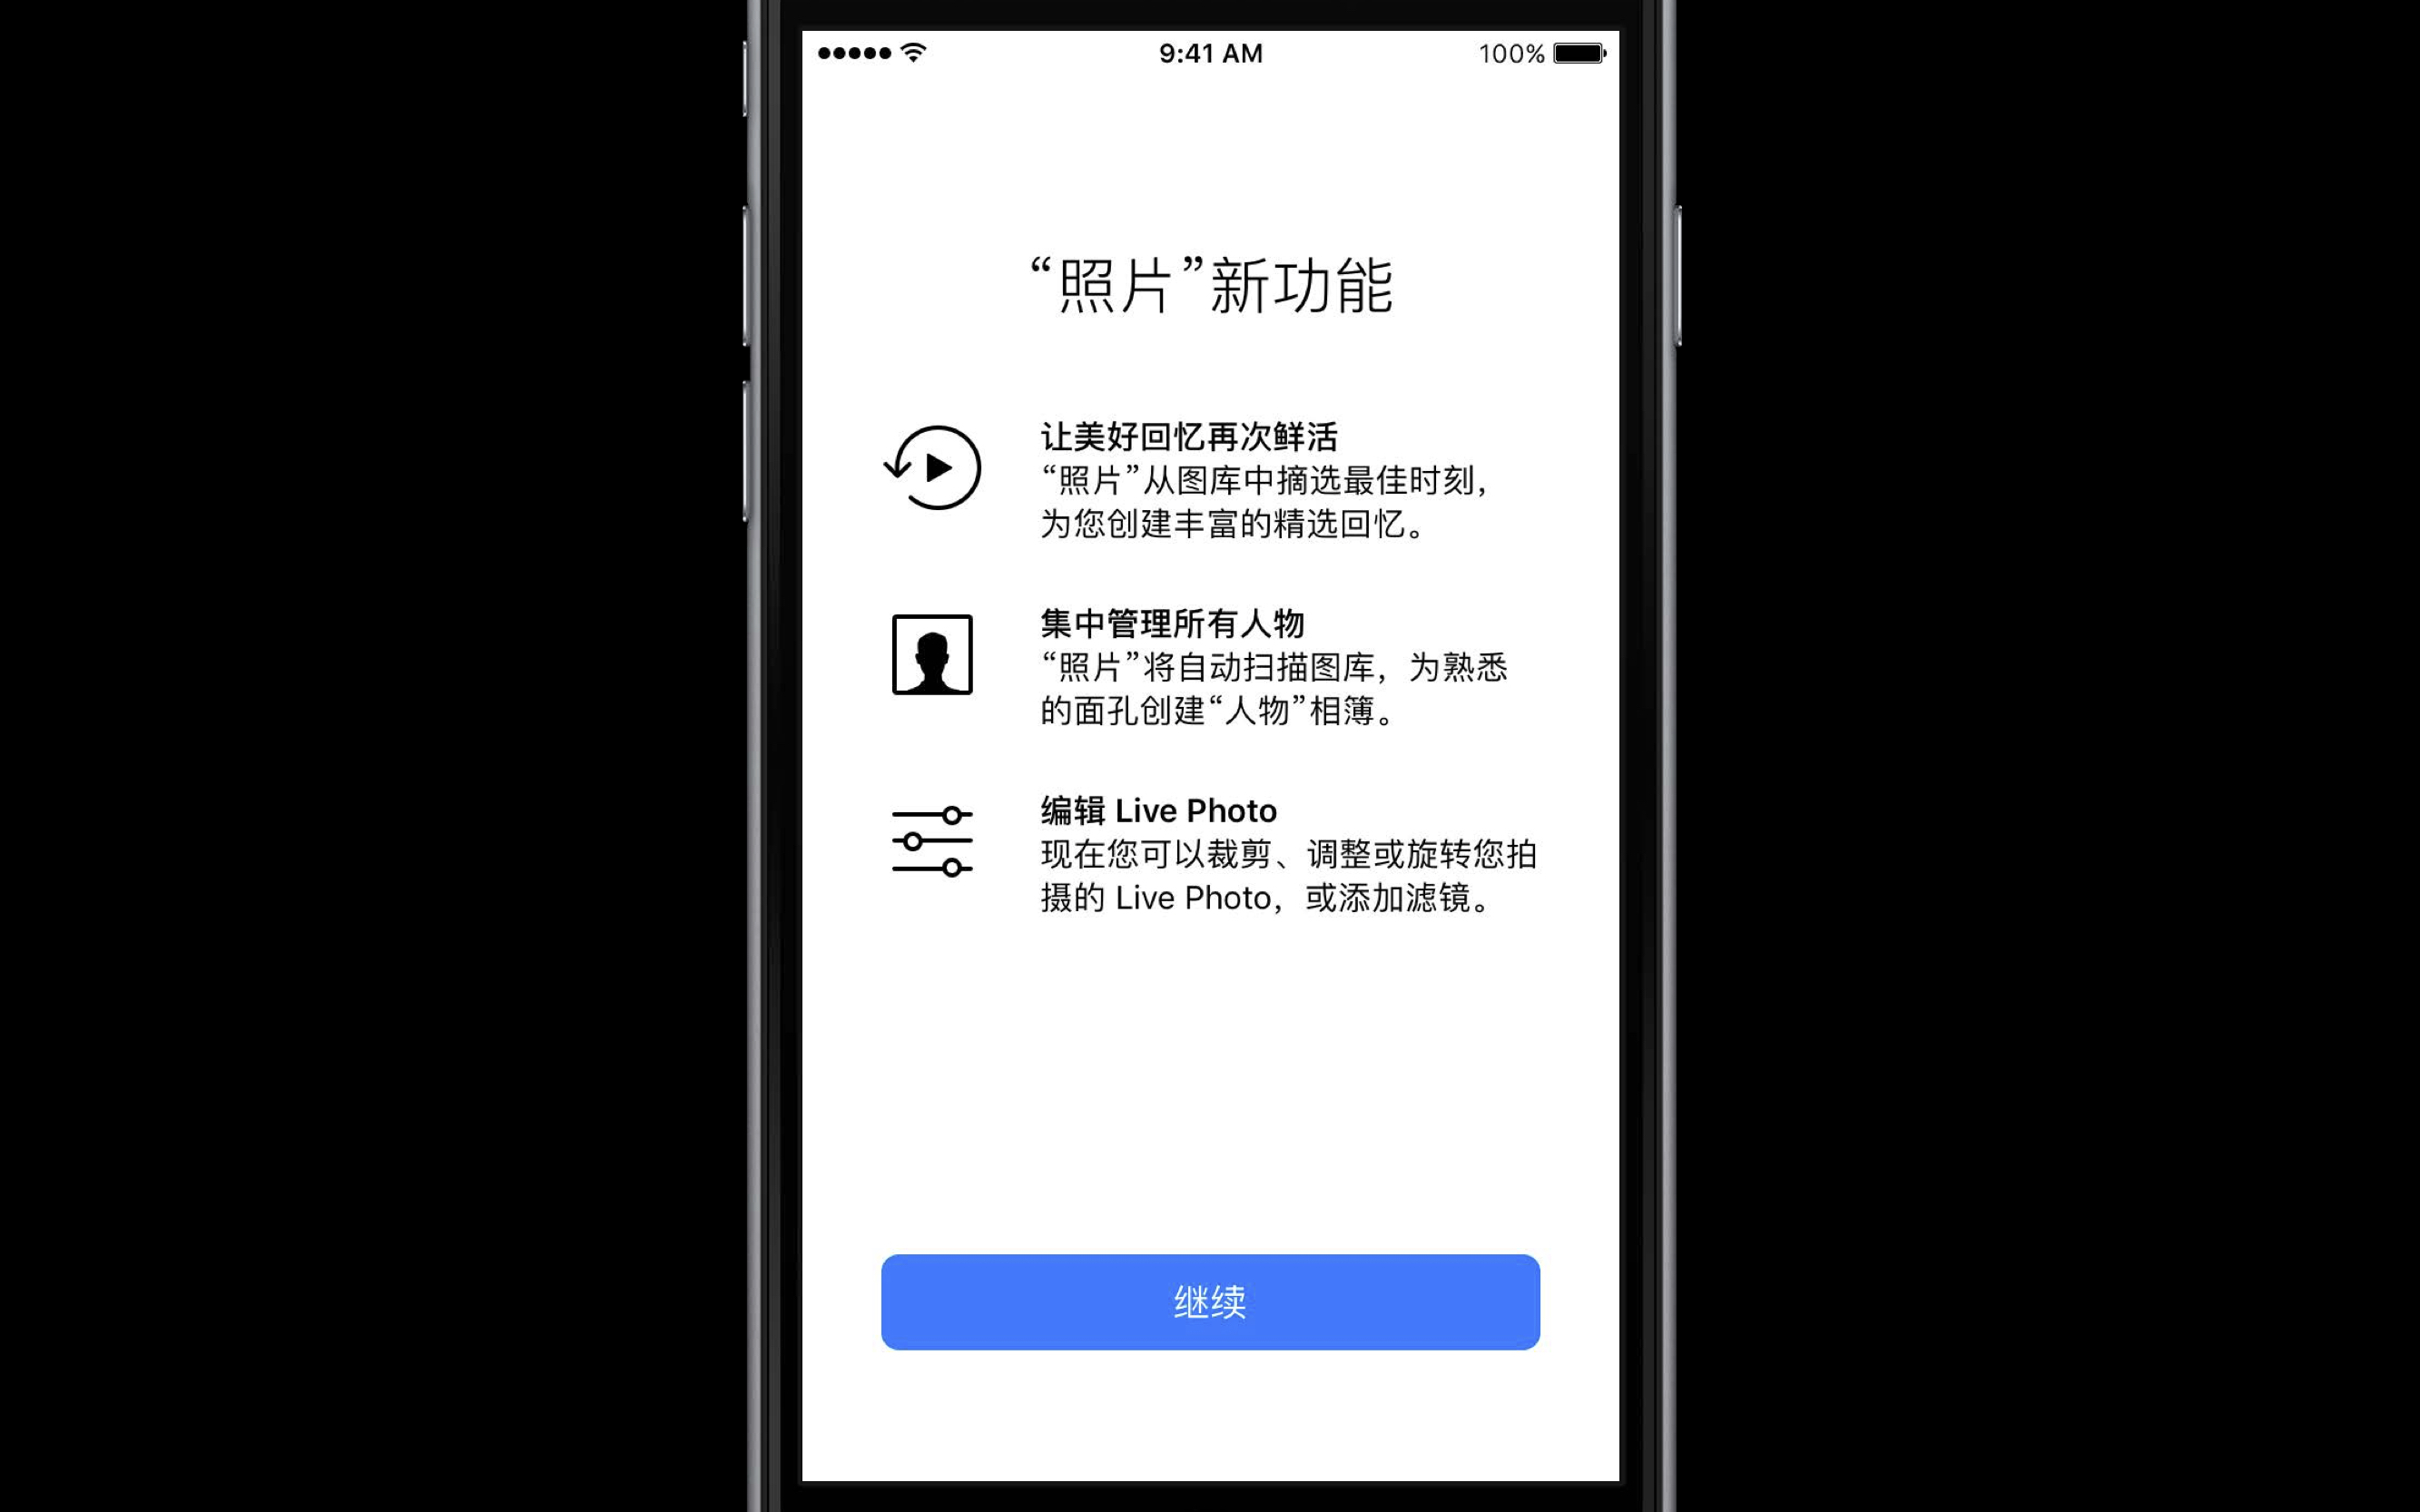 9:41 AM
100%
“照片”新功能
让美好回忆再次鲜活
“照片”从图库中摘选最佳时刻，
为您创建丰富的精选回忆。
集中管理所有人物
“照片”将自动扫描图库，为熟悉
的面孔创建“人物”相簿。
编辑 Live Photo
现在您可以裁剪、调整或旋转您拍
摄的 Live Photo，或添加滤镜。
继续